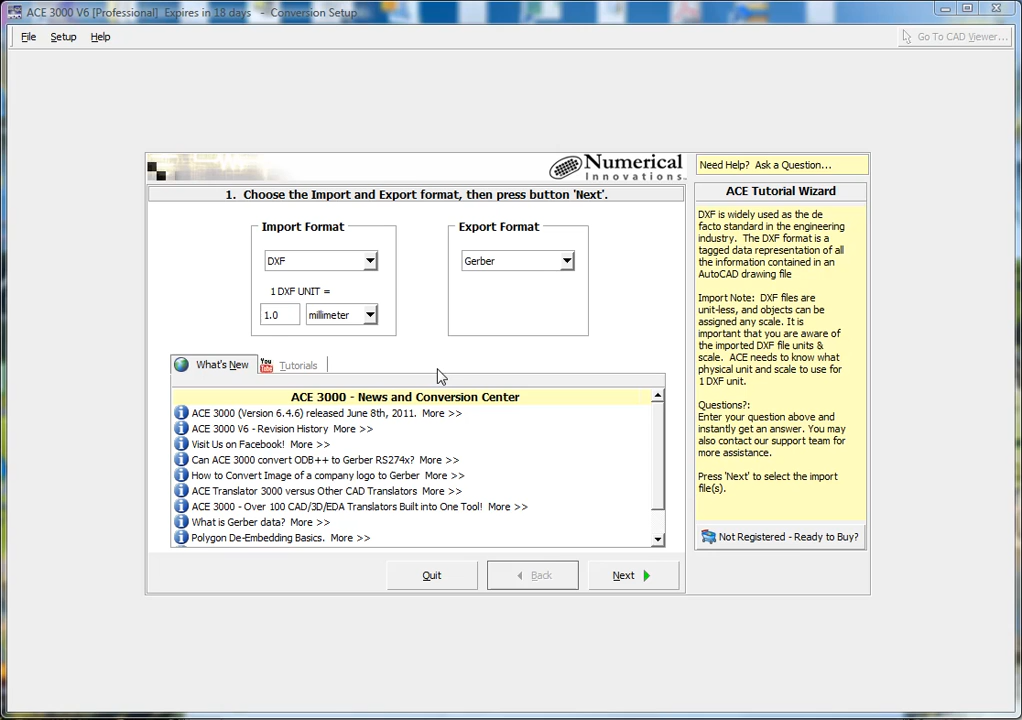 ACE 3000 V6 [Professional] Expires in 18 days - Conversion Setup
File Setup Help
Go To CAD Viewer...
Numerical
Innovations
Need Help? Ask a Question...
1. Choose the Import and Export format, then press button 'Next'.
Import Format
DXF
1 DXF UNIT =
1.0 millimeter
Export Format
Gerber
What's New
You Tube Tutorials
ACE 3000 - News and Conversion Center
ACE 3000 (Version 6.4.6) released June 8th, 2011. More >>
ACE 3000 V6 - Revision History More >>
Visit Us on Facebook! More >>
Can ACE 3000 convert ODB++ to Gerber RS274x? More >>
How to Convert Image of a company logo to Gerber More >>
ACE Translator 3000 versus Other CAD Translators More >>
ACE 3000 - Over 100 CAD/3D/EDA Translators Built into One Tool! More >>
What is Gerber data? More >>
Polygon De-Embedding Basics. More >>
Quit
Back
Next
ACE Tutorial Wizard
DXF is widely used as the de
facto standard in the engineering
industry. The DXF format is a
tagged data representation of all
the information contained in an
AutoCAD drawing file
Import Note: DXF files are
unit-less, and objects can be
assigned any scale. It is
important that you are aware of
the imported DXF file units &
scale. ACE needs to know what
physical unit and scale to use for
1 DXF unit.
Questions?:
Enter your question above and
instantly get an answer. You may
also contact our support team for
more assistance.
Press 'Next' to select the import
file(s).
Not Registered - Ready to Buy?